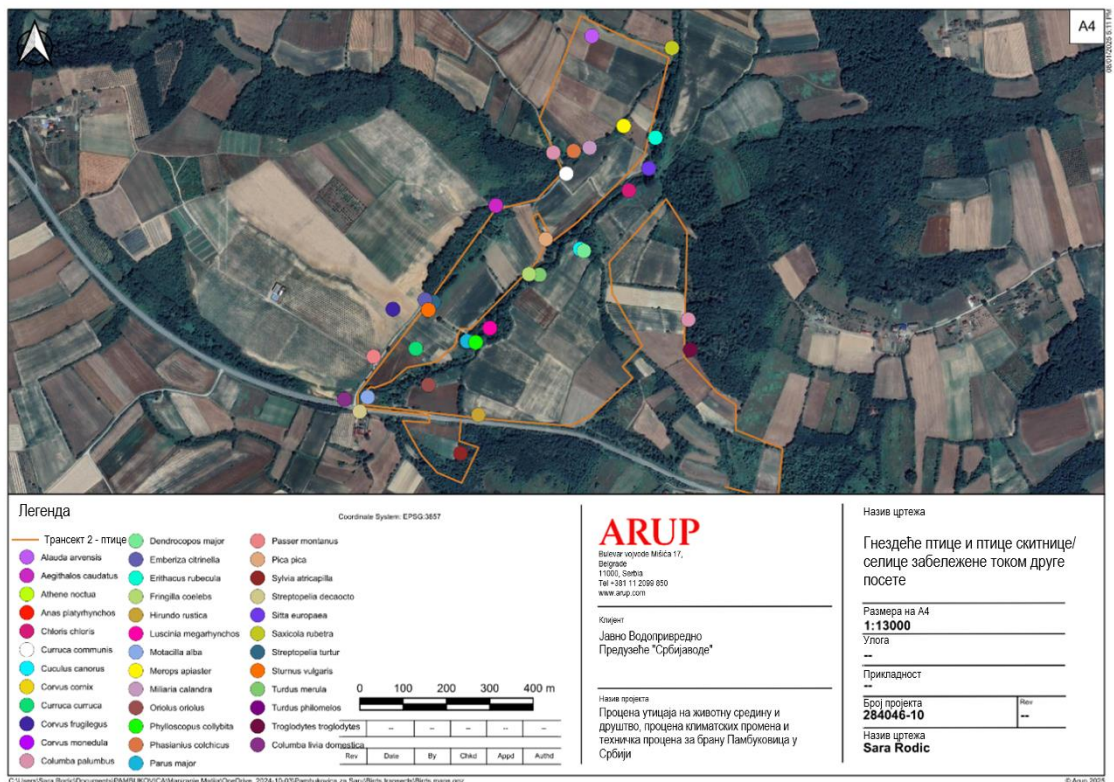 A4
08/01/2025 5:11 PM
Легенда
Coordinate System: EPSG:3857
Трансект 2 - птице
Alauda arvensis
Aegithalos caudatus
Athene noctua
Anas platyrhynchos
Chloris chloris
Curruca communis
Cuculus canorus
Corvus cornix
Curruca curruca
Corvus frugilegus
Corvus monedula
Columba palumbus
Dendrocopos major
Emberiza citrinella
Erithacus rubecula
Fringilla coelebs
Hirundo rustica
Luscinia megarhynchos
Motacilla alba
Merops apiaster
Miliaria calandra
Oriolus oriolus
Phylloscopus collybita
Phasianius colchicus
Parus major
Passer montanus
Pica pica
Sylvia atricapilla
Streptopelia decaocto
Sitta europaea
Saxicola rubetra
Streptopelia turtur
Sturnus vulgaris
Turdus merula
Turdus philomelos
Troglodytes troglodytes
Columba livia domestica
0 100 200 300 400 m
-- -- -- -- -- --
Rev Date By Chkd Appd Authd
ARUP
Bulevar vojvode Mišića 17,
Belgrade
11000, Serbia
Tel +381 11 2099 850
www.arup.com
Клијент
Јавно Водопривредно
Предузеће "Србијаводе"
Назив пројекта
Процена утицаја на животну средину и
друштво, процена климатских промена и
техничка процена за брану Памбуковица у
Србији
Назив цртежа
Гнездеће птице и птице скитнице/
селице забележене током друге
посете
Размера на А4
1:13000
Улога
--
Прикладност
--
Број пројекта
284046-10
Rev
--
Назив цртежа
Sara Rodic
© Arup 2025